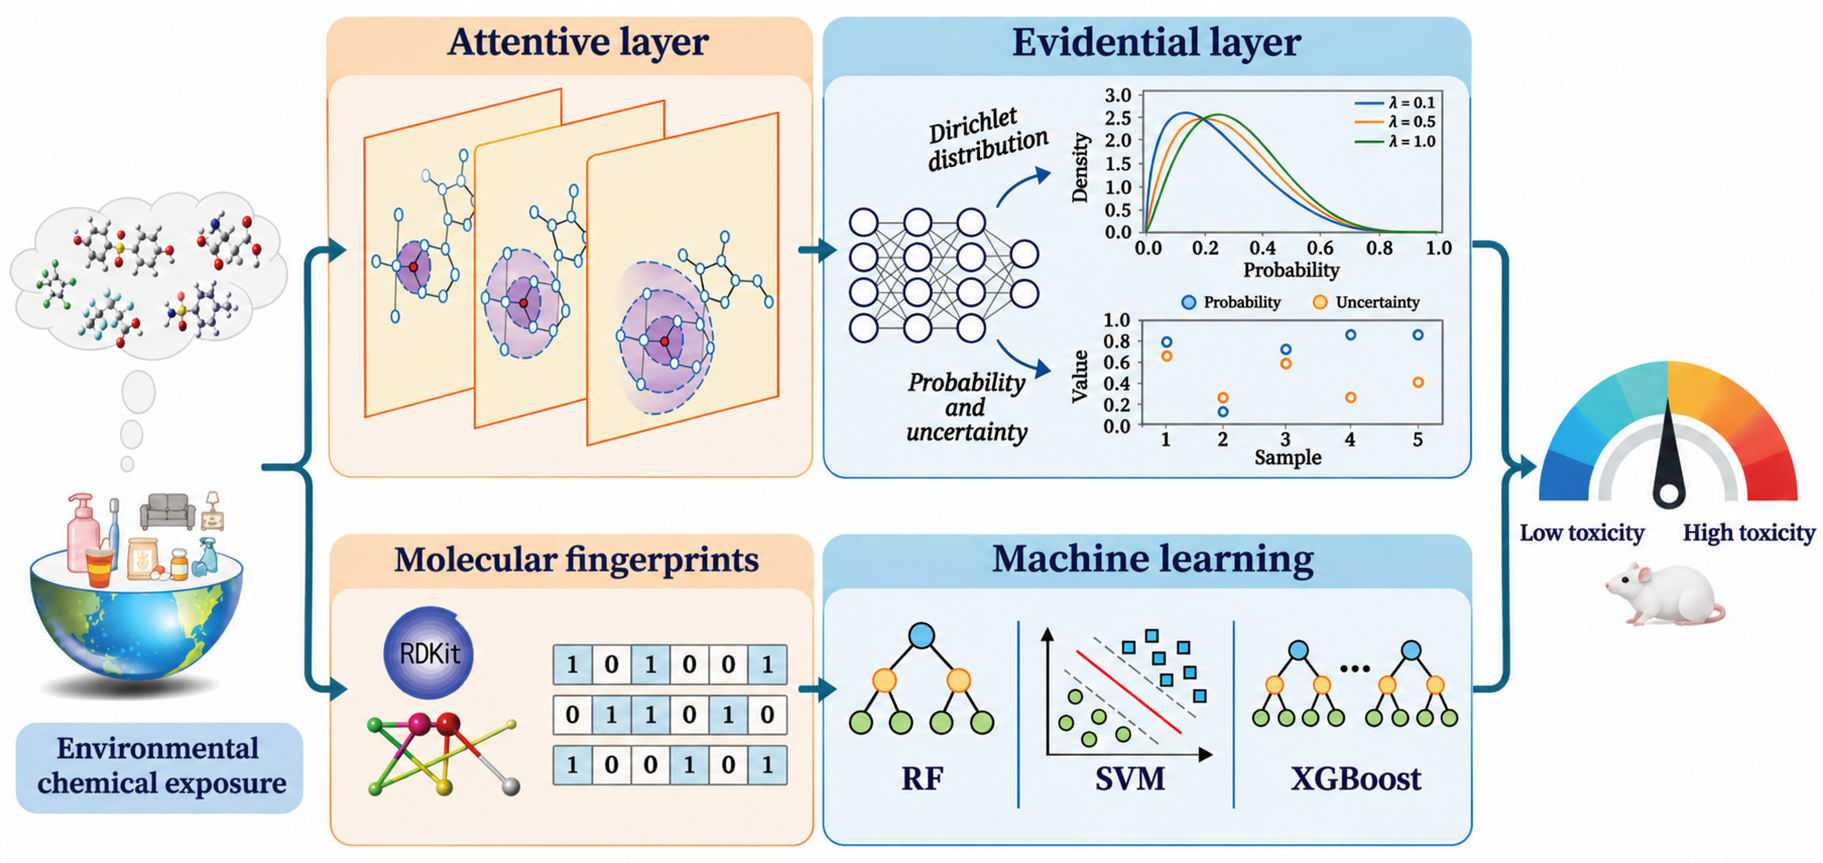 Attentive layer
Evidential layer
Dirichlet
distribution
Density
3.0
2.5
2.0
1.5
1.0
0.5
0.0
λ = 0.1
λ = 0.5
λ = 1.0
0.0 0.2 0.4 0.6 0.8 1.0
Probability
Probability Uncertainty
Probability
and
uncertainty
Value
1.0
0.8
0.6
0.4
0.2
0.0
1 2 3 4 5
Sample
Low toxicity High toxicity
Environmental
chemical exposure
Molecular fingerprints
RDKit
1 0 1 0 0 1
0 1 1 0 1 0
1 0 0 1 0 1
Machine learning
RF
SVM
XGBoost